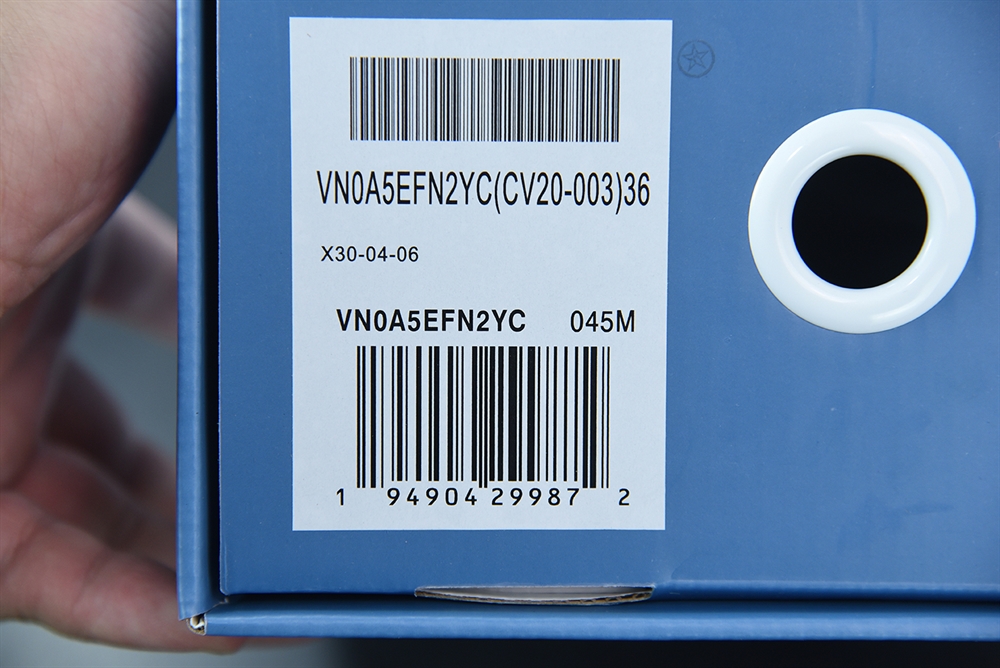 VN0A5EFN2YC(CV20-003)36
X30-04-06
VN0A5EFN2YC 045M
1 94904 29987 2